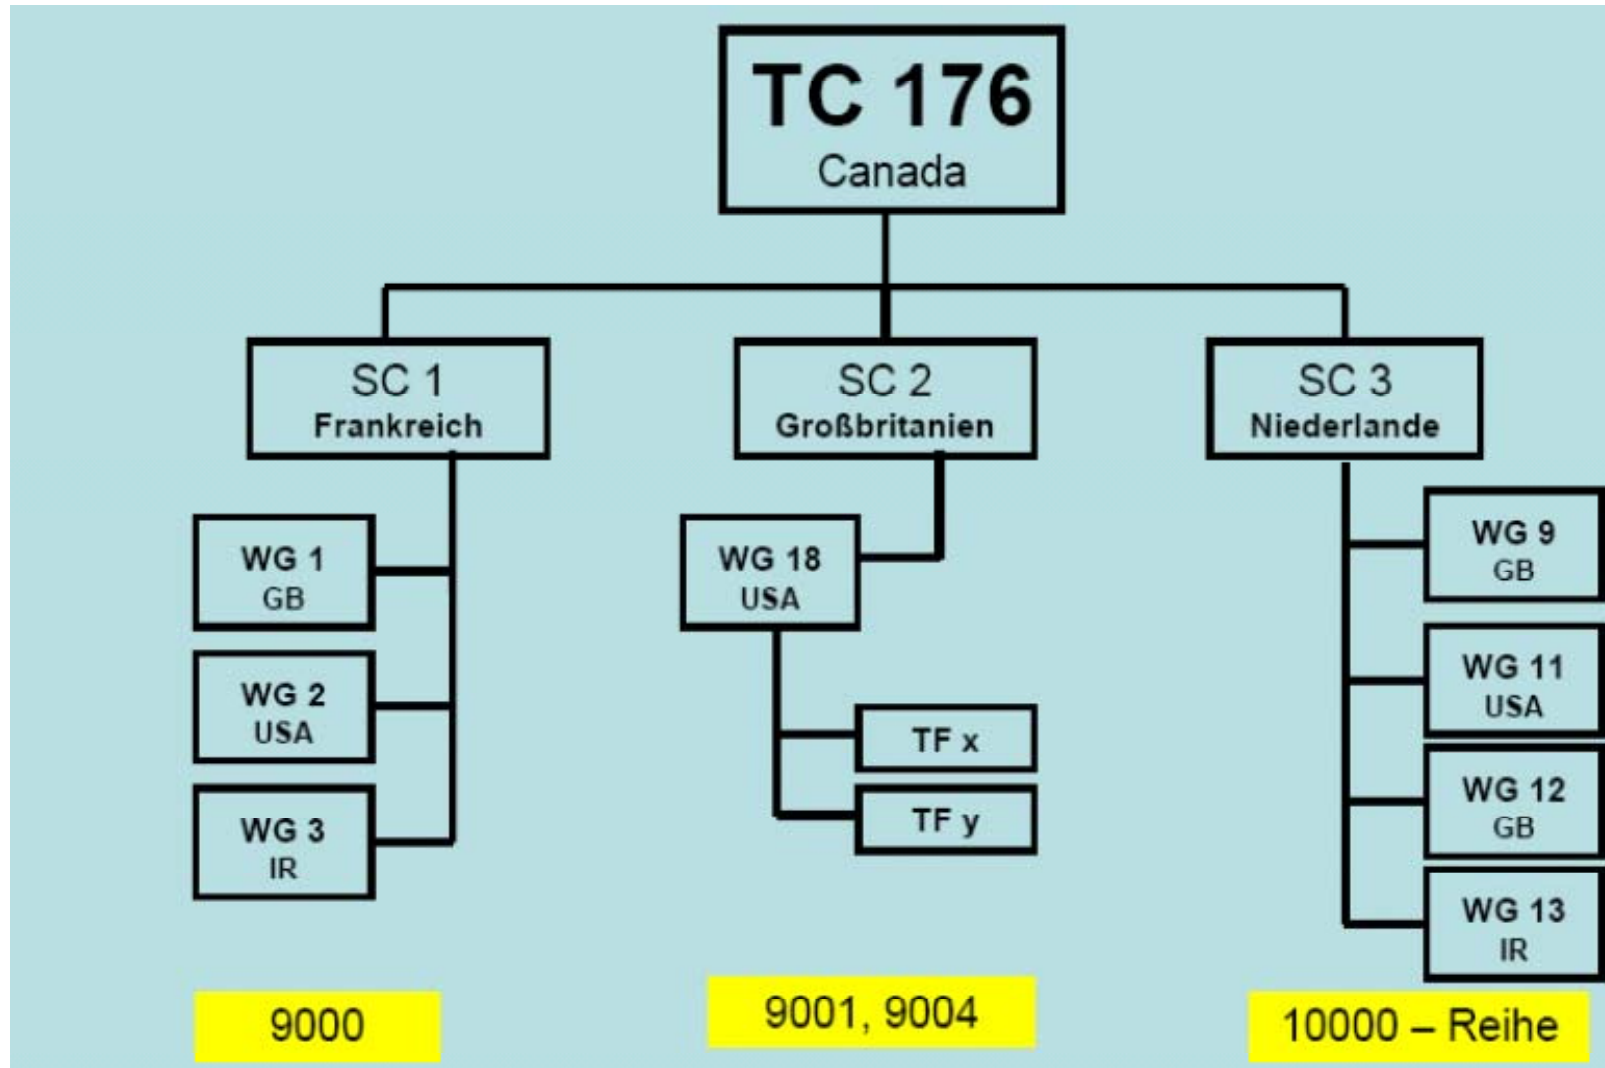 TC 176
Canada
SC 1
Frankreich
SC 2
Großbritanien
SC 3
Niederlande
WG 1
GB
WG 2
USA
WG 3
IR
WG 18
USA
TF x
TF y
WG 9
GB
WG 11
USA
WG 12
GB
WG 13
IR
9000
9001, 9004
10000 – Reihe